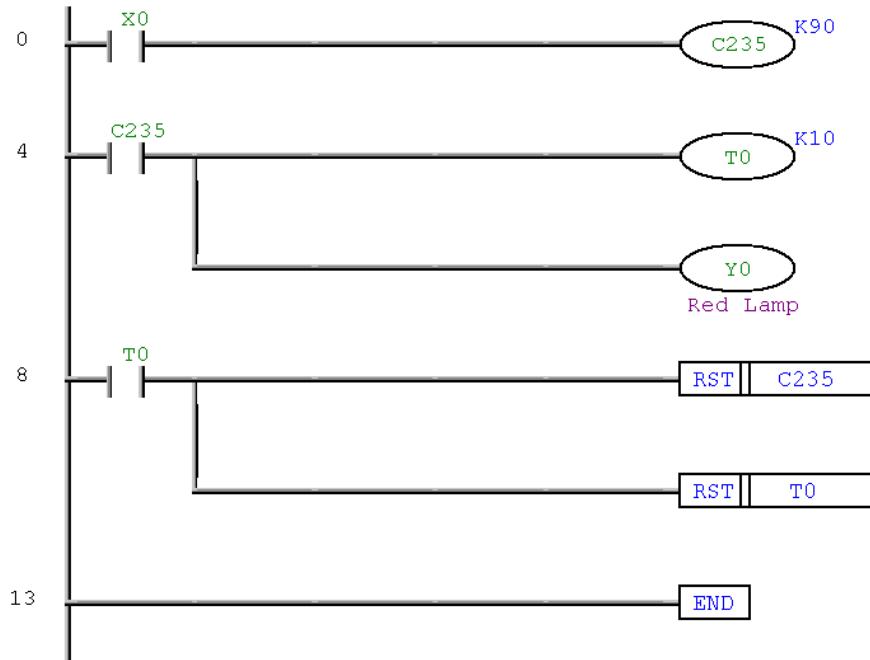 X0
0 C235 K90
C235
4 T0 K10
Y0
Red Lamp
T0
8 RST C235
RST T0
13 END